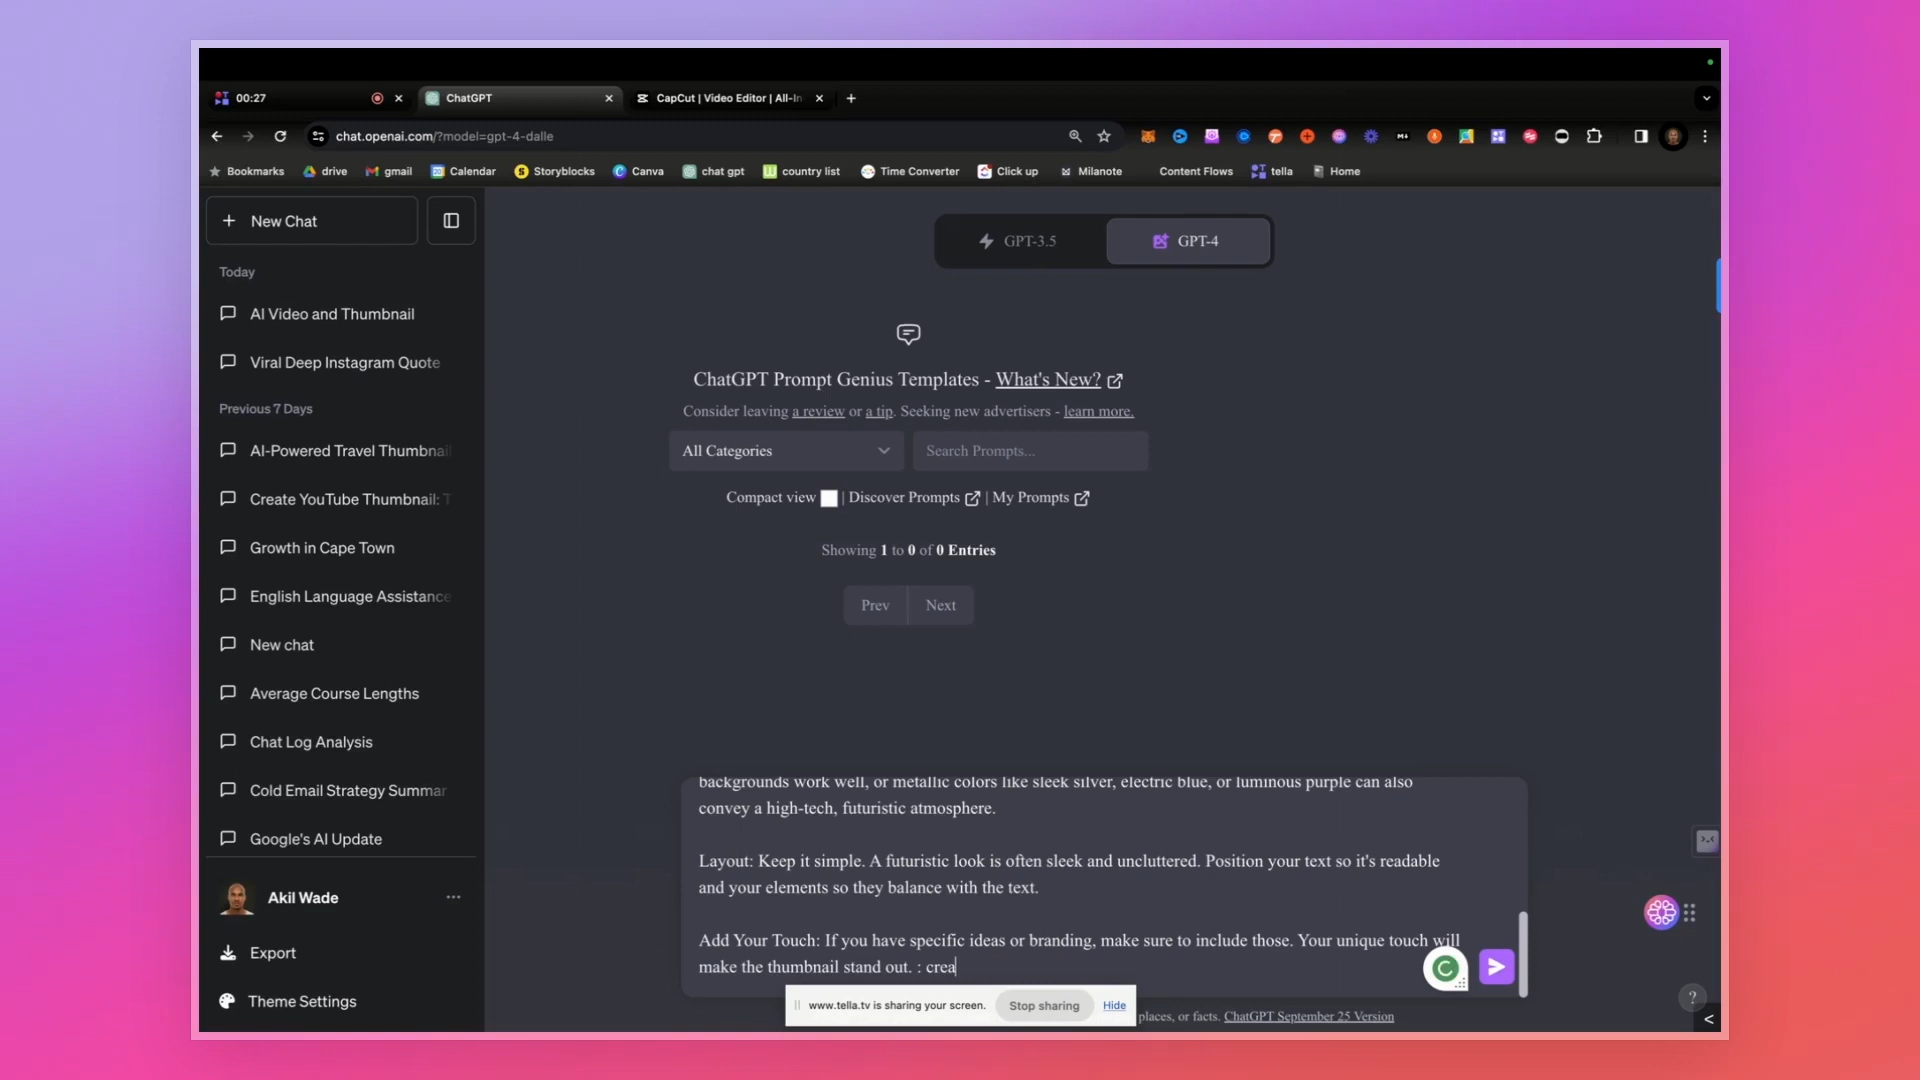 00:27
ChatGPT
CapCut | Video Editor | All-In
chat.openai.com/?model=gpt-4-dalle
Bookmarks
drive
gmail
Calendar
Storyblocks
Canva
chat gpt
country list
Time Converter
Click up
Milanote
Content Flows
tella
Home
New Chat
Today
AI Video and Thumbnail
Viral Deep Instagram Quote
Previous 7 Days
AI-Powered Travel Thumbnail
Create YouTube Thumbnail: T
Growth in Cape Town
English Language Assistance
New chat
Average Course Lengths
Chat Log Analysis
Cold Email Strategy Summar
Google's AI Update
Akil Wade
Export
Theme Settings
GPT-3.5
GPT-4
ChatGPT Prompt Genius Templates - What's New?
Consider leaving a review or a tip. Seeking new advertisers - learn more.
All Categories
Search Prompts...
Compact view | Discover Prompts | My Prompts
Showing 1 to 0 of 0 Entries
Prev
Next
backgrounds work well, or metallic colors like sleek silver, electric blue, or luminous purple can also
convey a high-tech, futuristic atmosphere.
Layout: Keep it simple. A futuristic look is often sleek and uncluttered. Position your text so it's readable
and your elements so they balance with the text.
Add Your Touch: If you have specific ideas or branding, make sure to include those. Your unique touch will
make the thumbnail stand out. : crea
www.tella.tv is sharing your screen.
Stop sharing
Hide
places, or facts. ChatGPT September 25 Version
?
<